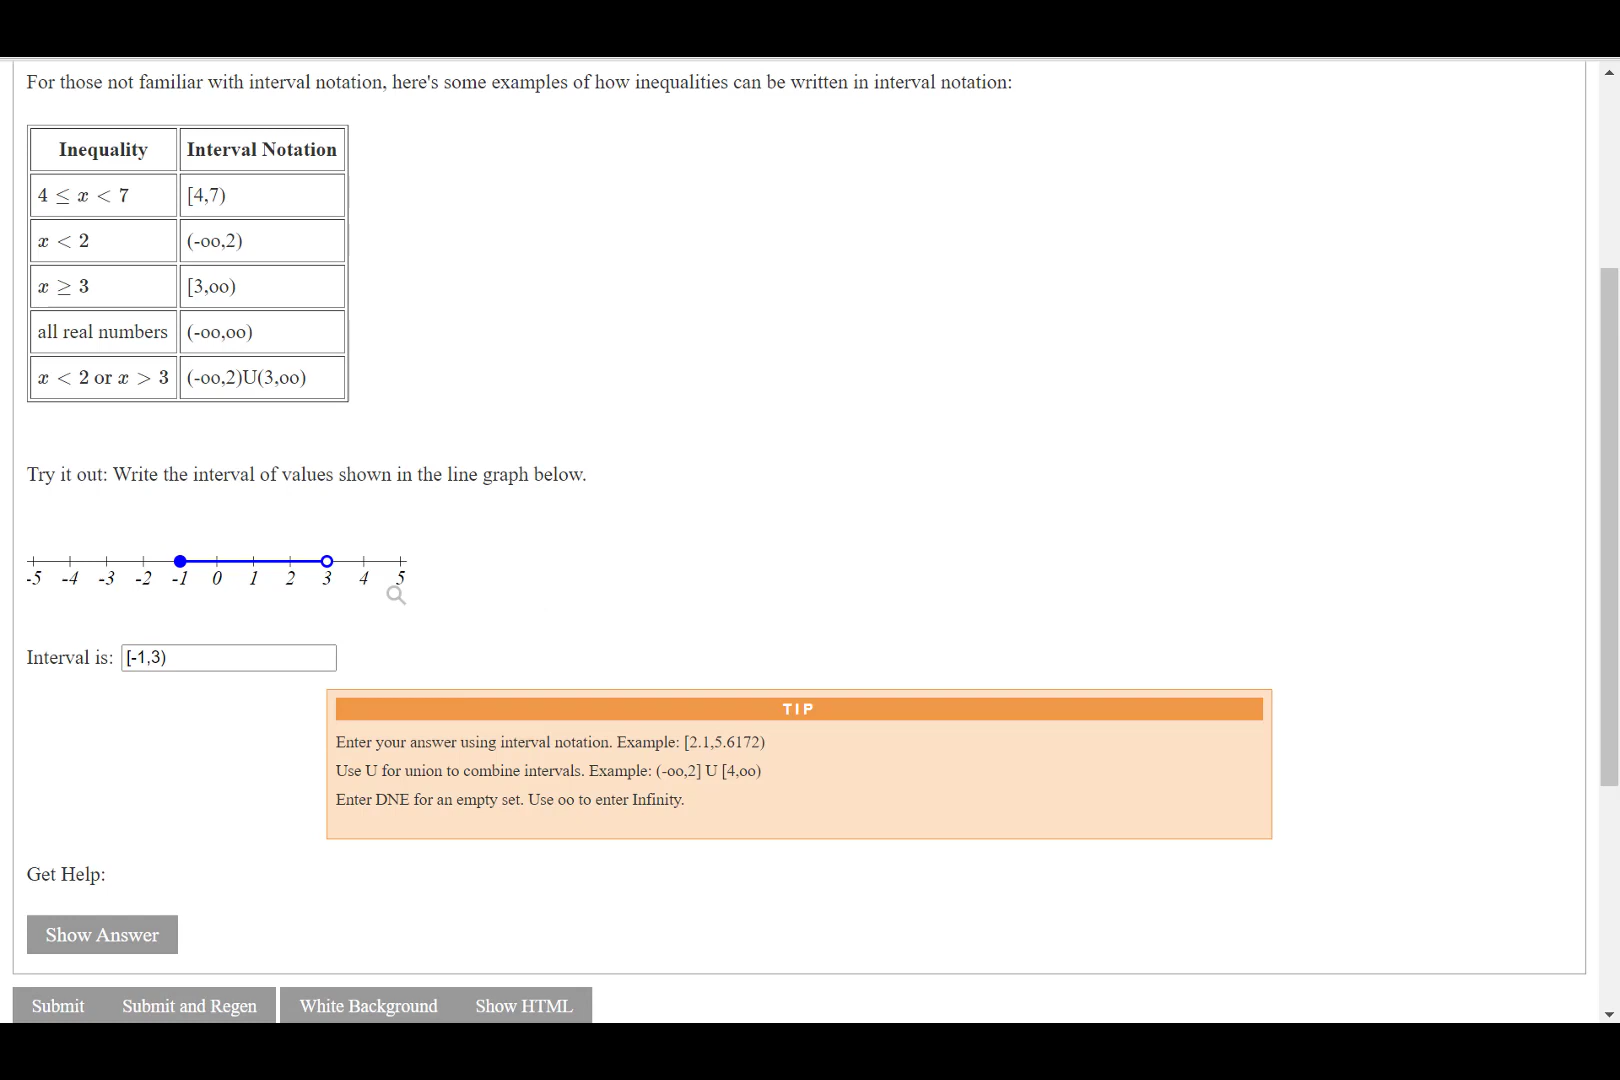 For those not familiar with interval notation, here's some examples of how inequalities can be written in interval notation:
Inequality Interval Notation
4 ≤ x < 7 [4,7)
x < 2 (-oo,2)
x ≥ 3 [3,oo)
all real numbers (-oo,oo)
x < 2 or x > 3 (-oo,2)U(3,oo)
Try it out: Write the interval of values shown in the line graph below.
-5 -4 -3 -2 -1 0 1 2 3 4 5
Interval is: [-1,3)
TIP
Enter your answer using interval notation. Example: [2.1,5.6172)
Use U for union to combine intervals. Example: (-oo,2] U [4,oo)
Enter DNE for an empty set. Use oo to enter Infinity.
Get Help:
Show Answer
Submit Submit and Regen White Background Show HTML